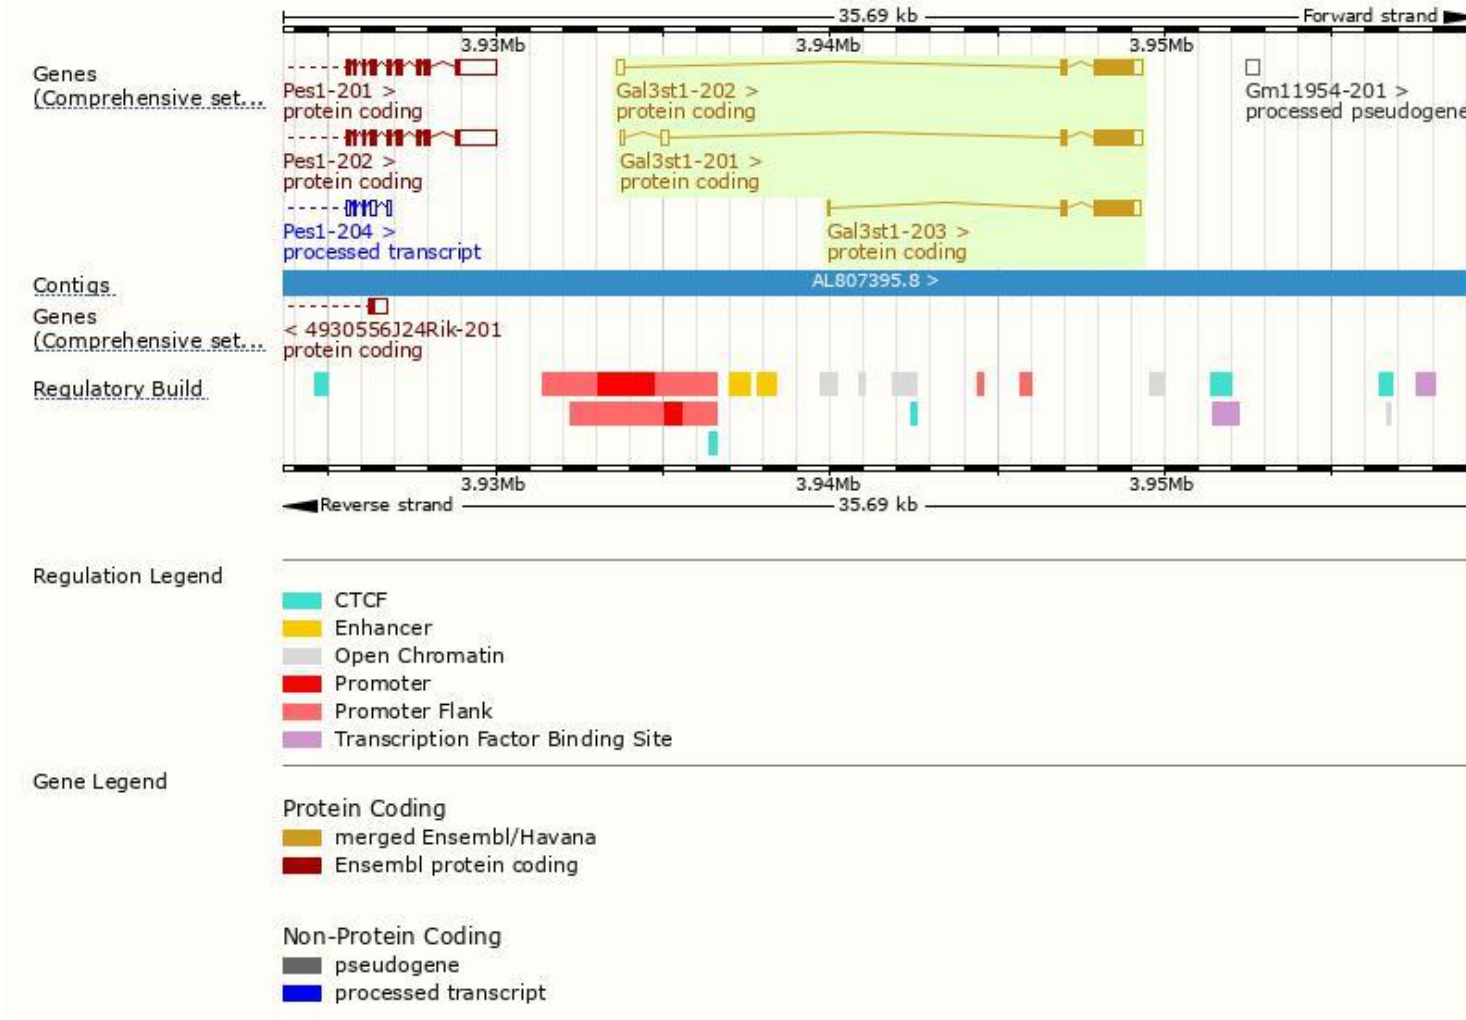 35.69 kb Forward strand
3.93Mb 3.94Mb 3.95Mb
Genes
(Comprehensive set...
Pes1-201 >
protein coding
Gal3st1-202 >
protein coding
Gm11954-201 >
processed pseudogene
Pes1-202 >
protein coding
Gal3st1-201 >
protein coding
Pes1-204 >
processed transcript
Gal3st1-203 >
protein coding
Contigs
AL807395.8 >
Genes
(Comprehensive set...
< 4930556J24Rik-201
protein coding
Regulatory Build
3.93Mb 3.94Mb 3.95Mb
Reverse strand 35.69 kb
Regulation Legend
CTCF
Enhancer
Open Chromatin
Promoter
Promoter Flank
Transcription Factor Binding Site
Gene Legend
Protein Coding
merged Ensembl/Havana
Ensembl protein coding
Non-Protein Coding
pseudogene
processed transcript